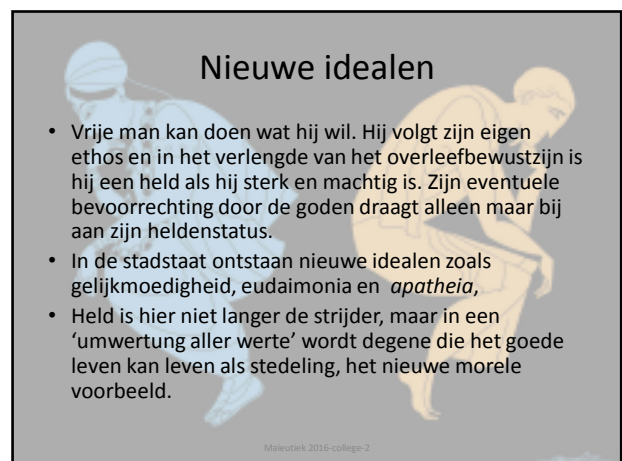 Nieuwe idealen
• Vrije man kan doen wat hij wil. Hij volgt zijn eigen
ethos en in het verlengde van het overleefbewustzijn is
hij een held als hij sterk en machtig is. Zijn eventuele
bevoorrechting door de goden draagt alleen maar bij
aan zijn heldenstatus.
• In de stadstaat ontstaan nieuwe idealen zoals
gelijkmoedigheid, eudaimonia en apatheia,
• Held is hier niet langer de strijder, maar in een
‘umwertung aller werte’ wordt degene die het goede
leven kan leven als stedeling, het nieuwe morele
voorbeeld.
Maieutiek 2016-college-2